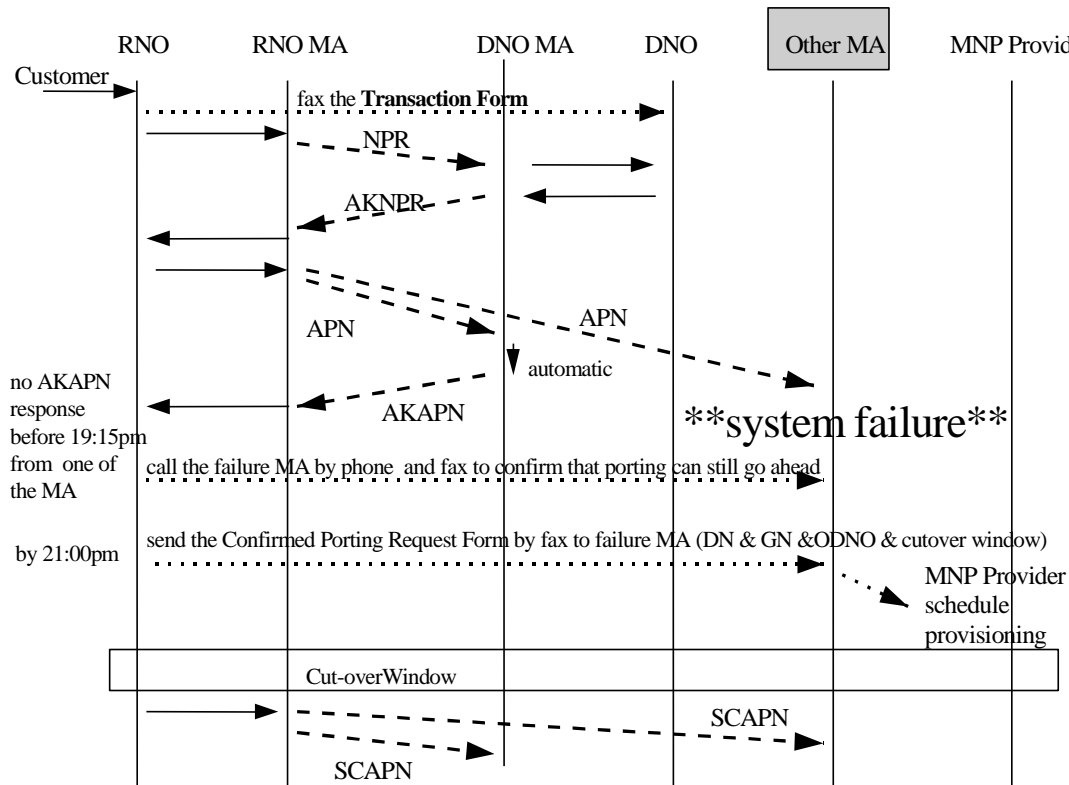 RNO RNO MA DNO MA DNO Other MA MNP Provid
Customer
fax the Transaction Form
NPR
AKNPR
APN
APN
automatic
AKAPN
no AKAPN
response
before 19:15pm
from one of
the MA
**system failure**
call the failure MA by phone and fax to confirm that porting can still go ahead
by 21:00pm
send the Confirmed Porting Request Form by fax to failure MA (DN & GN &ODNO & cutover window)
MNP Provider
schedule
provisioning
Cut-overWindow
SCAPN
SCAPN